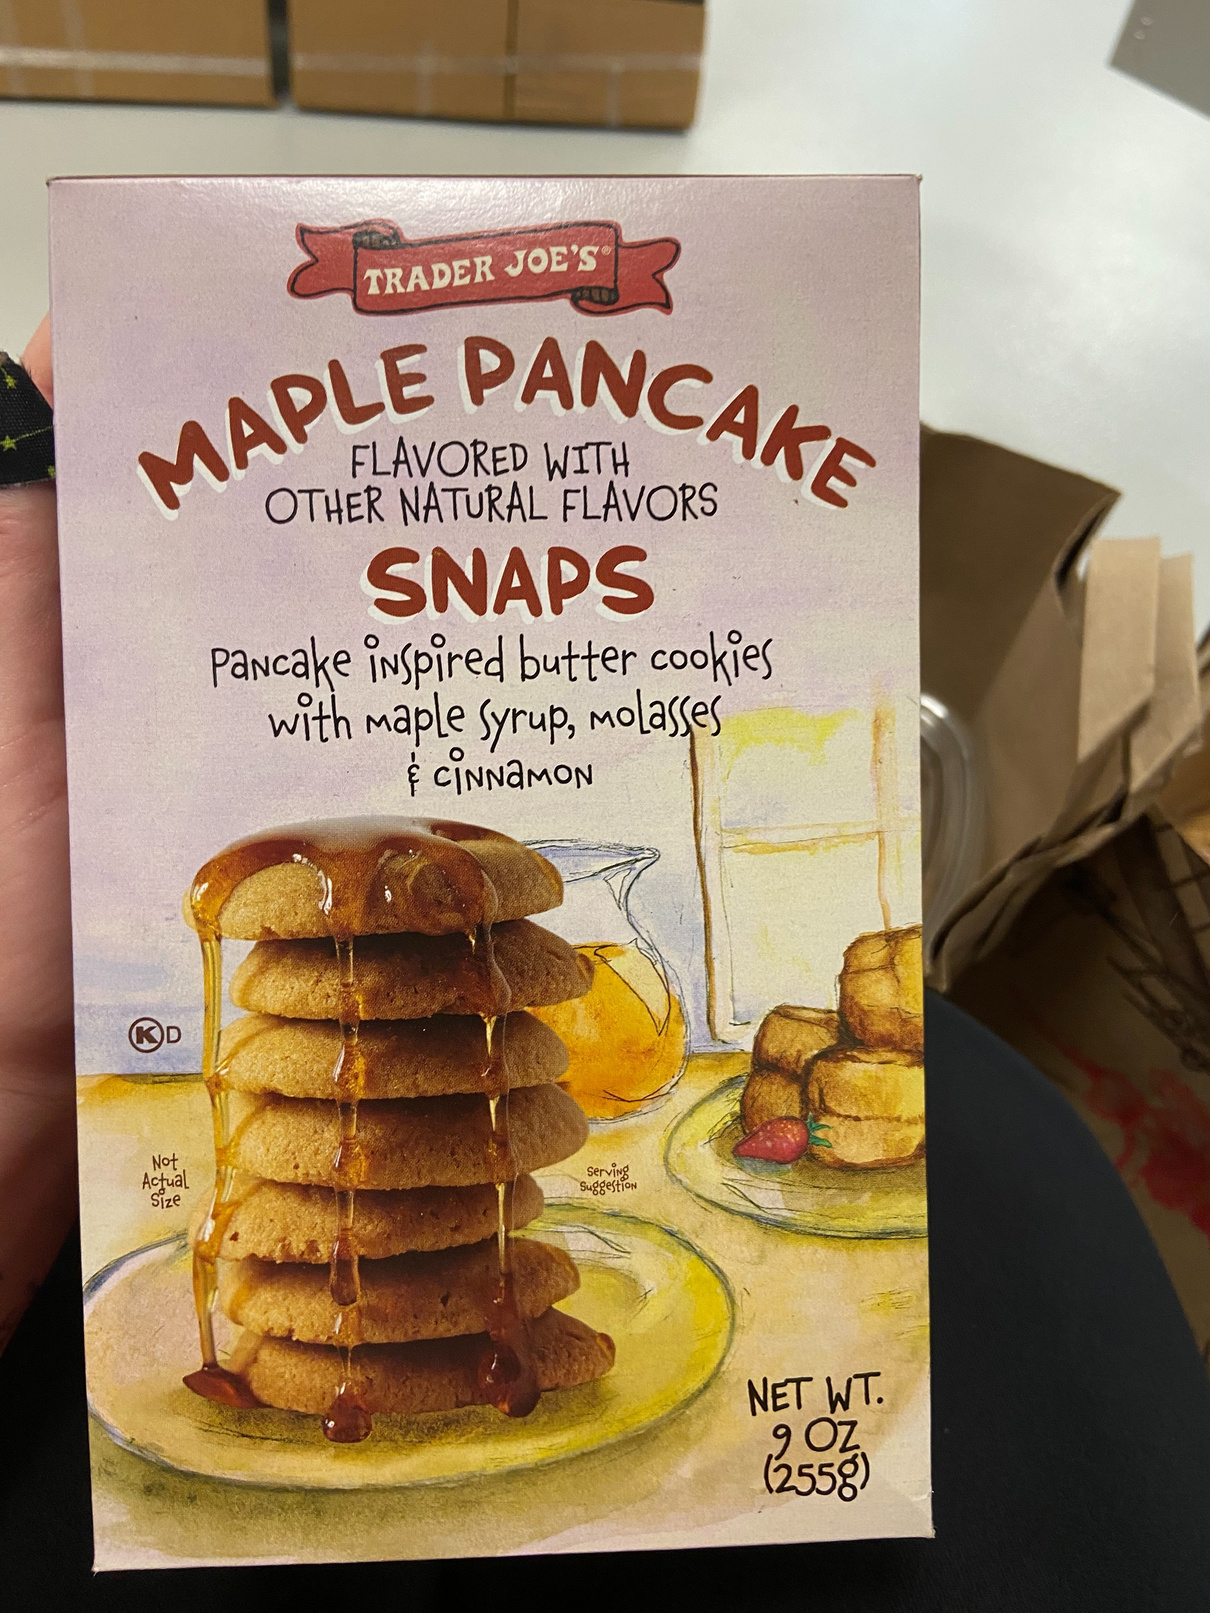 TRADER JOE'S®
MAPLE PANCAKE
FLAVORED WITH
OTHER NATURAL FLAVORS
SNAPS
Pancake inspired butter cookies
with maple syrup, molasses
& cinnamon
K D
Not
Actual
Size
Serving
Suggestion
NET WT.
9 OZ
(255g)